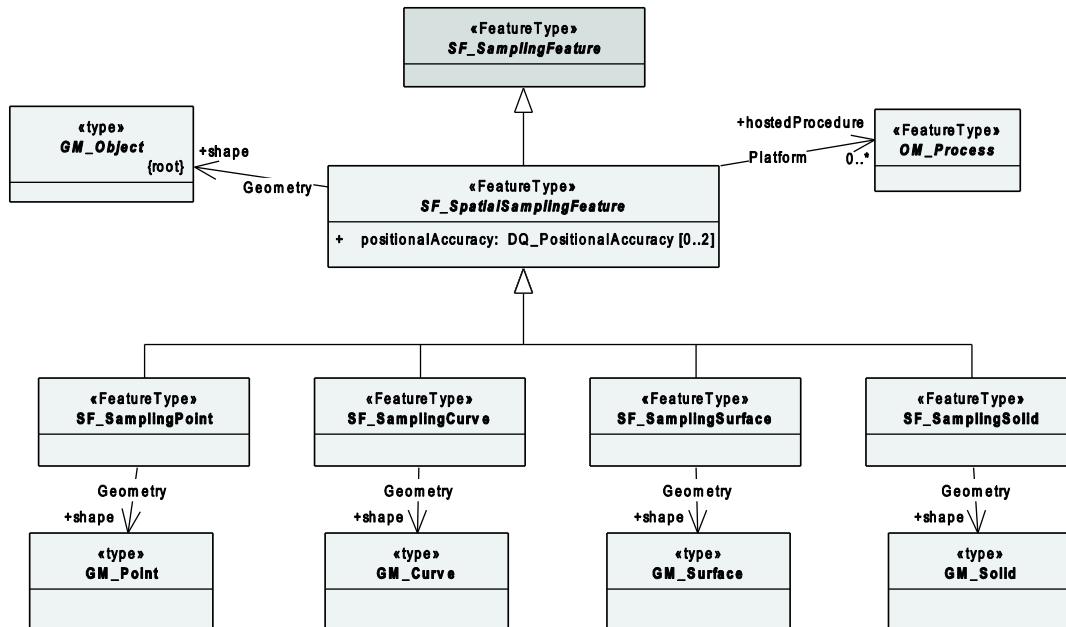 «FeatureType»
SF_SamplingFeature
«type»
GM_Object
{root}
+shape
Geometry
+hostedProcedure
Platform
0..*
«FeatureType»
OM_Process
«FeatureType»
SF_SpatialSamplingFeature
+ positionalAccuracy: DQ_PositionalAccuracy [0..2]
«FeatureType»
SF_SamplingPoint
«FeatureType»
SF_SamplingCurve
«FeatureType»
SF_SamplingSurface
«FeatureType»
SF_SamplingSolid
Geometry
+shape
Geometry
+shape
Geometry
+shape
Geometry
+shape
«type»
GM_Point
«type»
GM_Curve
«type»
GM_Surface
«type»
GM_Solid